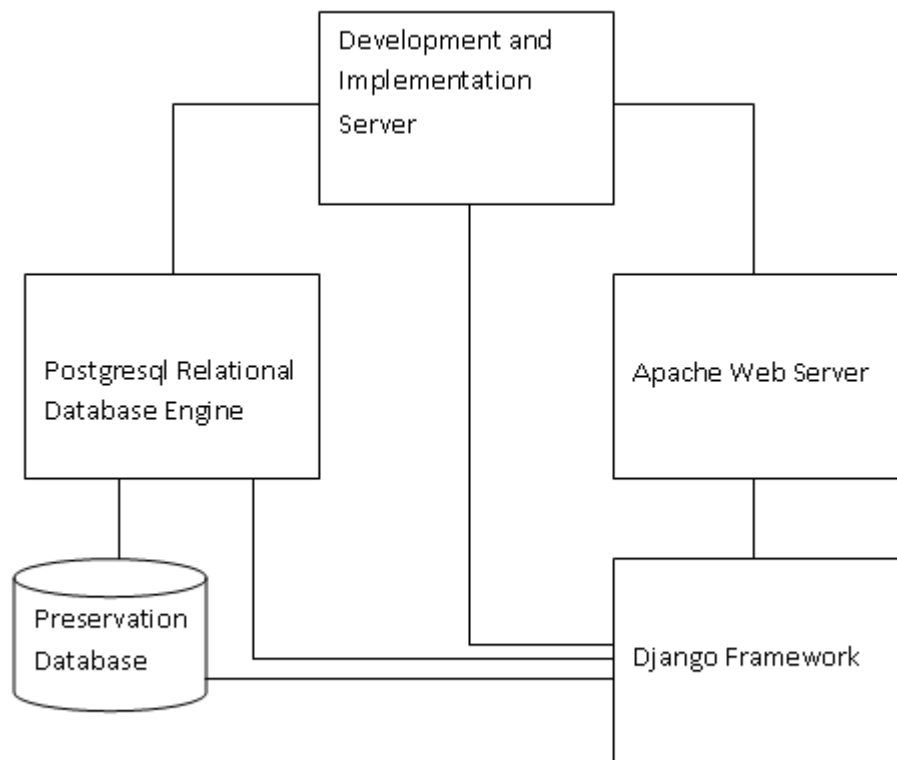 Development and
Implementation
Server
Postgresql Relational
Database Engine
Apache Web Server
Preservation
Database
Django Framework